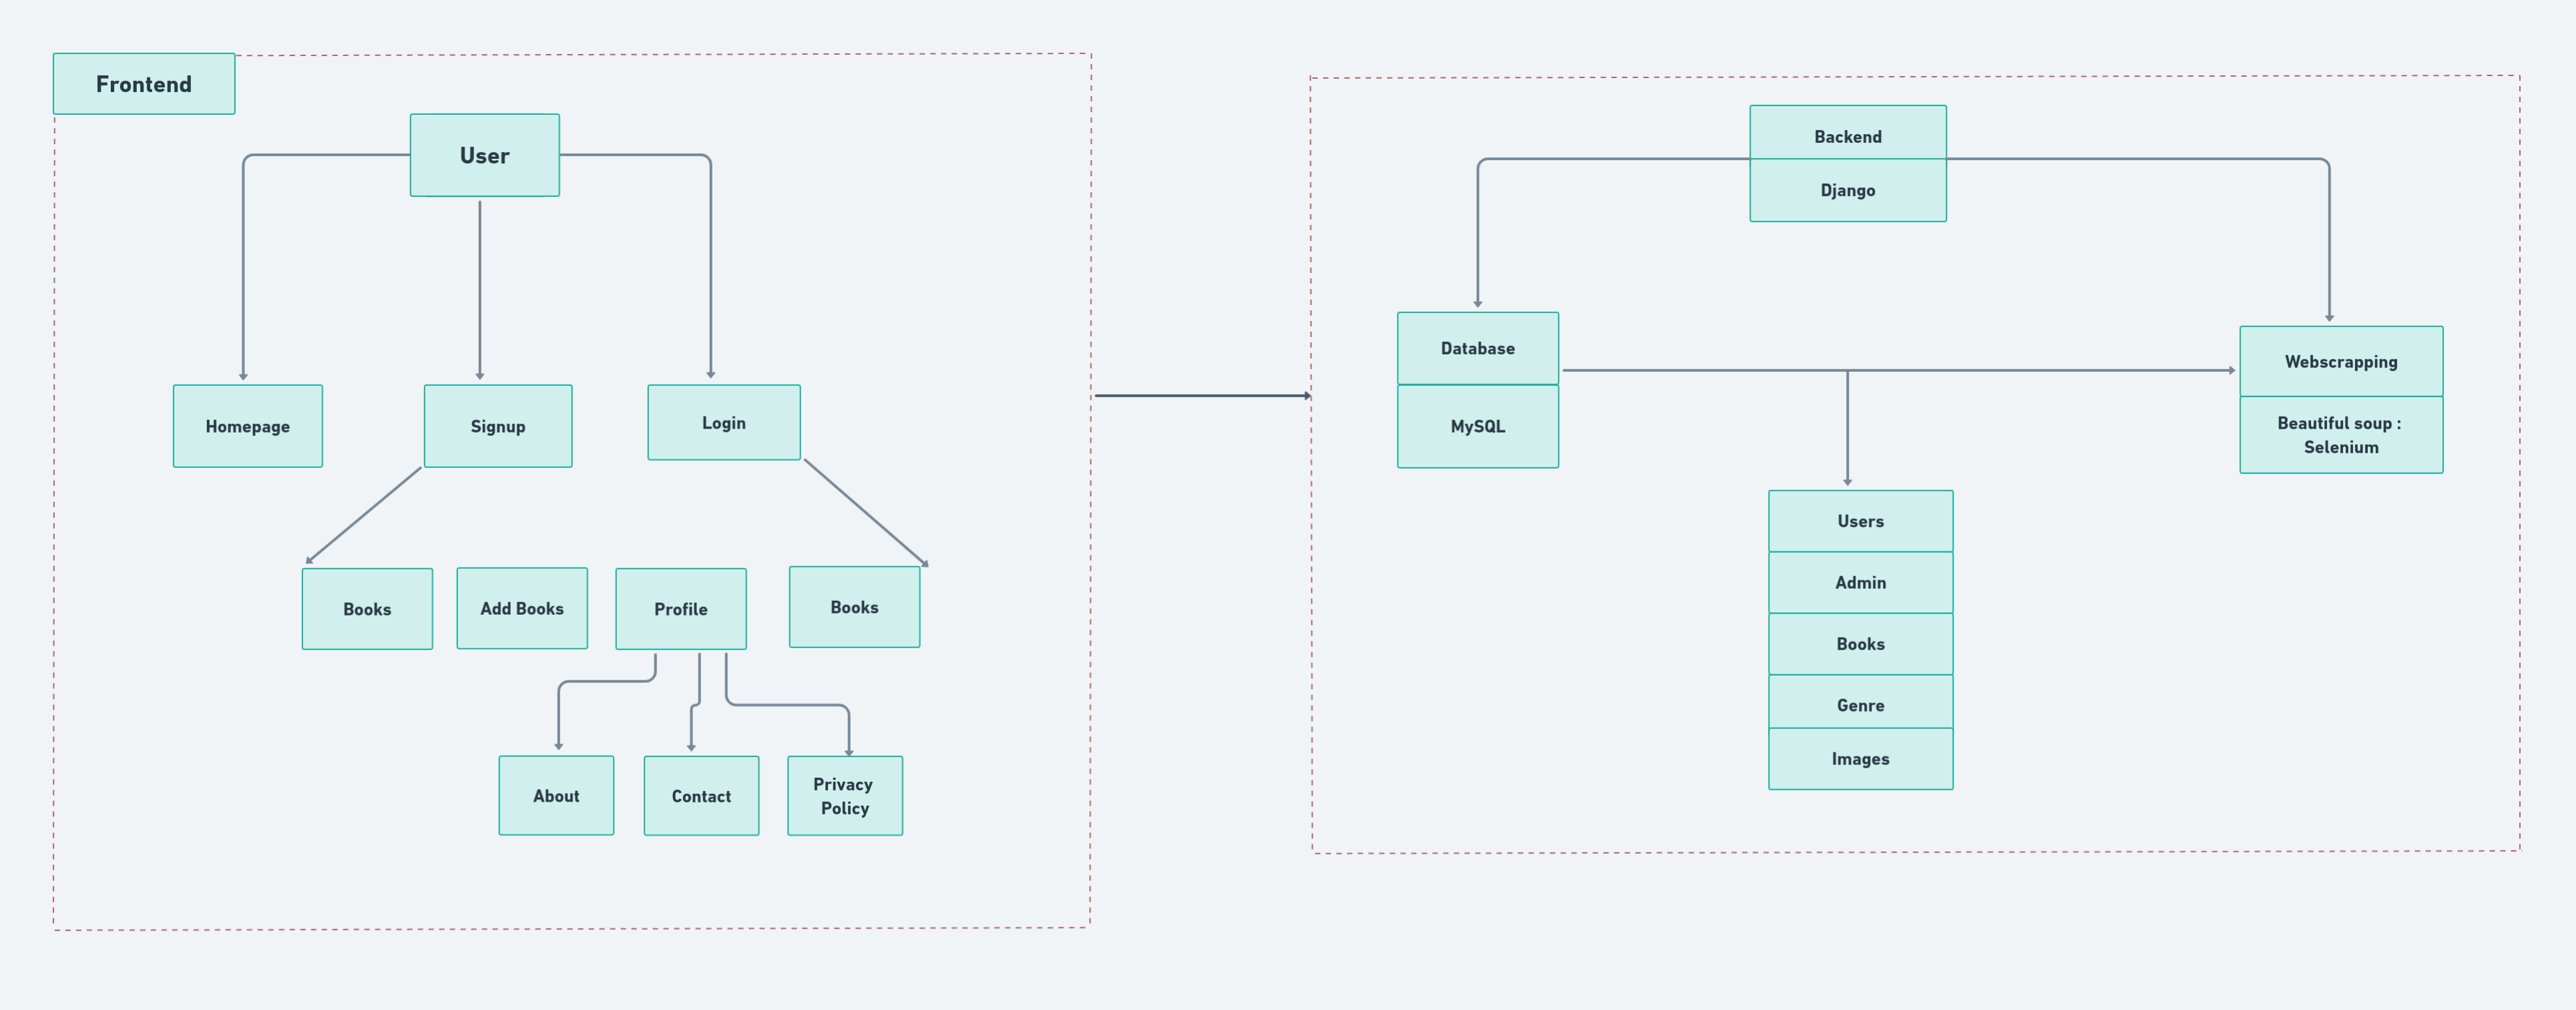 Frontend
User
Homepage
Signup
Login
Books
Add Books
Profile
Books
About
Contact
Privacy
Policy
Backend
Django
Database
MySQL
Webscrapping
Beautiful soup :
Selenium
Users
Admin
Books
Genre
Images